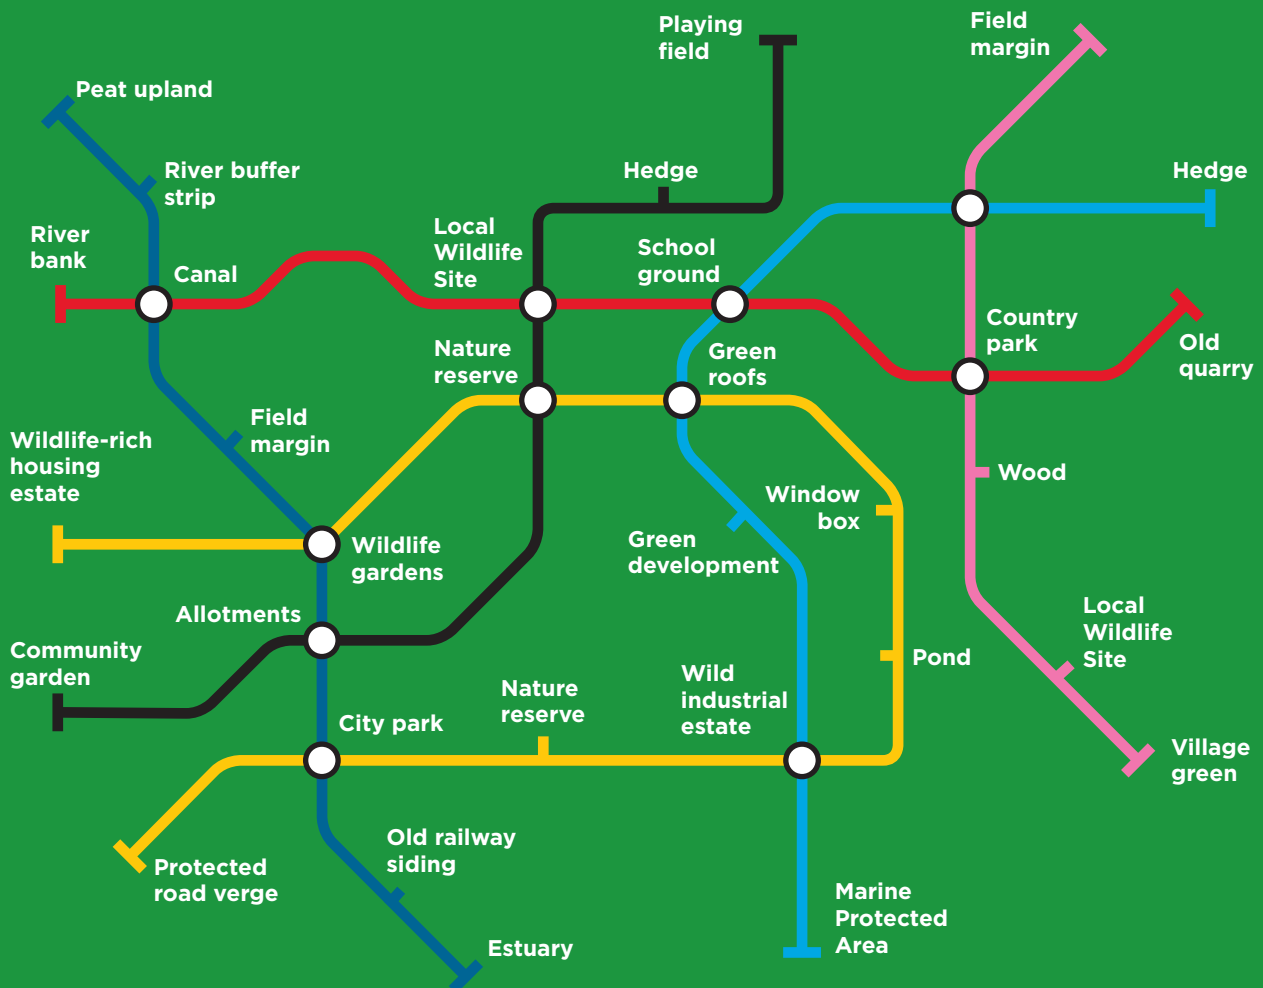 Playing
field
Field
margin
Peat upland
River buffer
strip
Hedge
Hedge
River
bank
Canal
Local
Wildlife
Site
School
ground
Country
park
Old
quarry
Nature
reserve
Green
roofs
Field
margin
Wildlife-rich
housing
estate
Wood
Window
box
Green
development
Wildlife
gardens
Allotments
Local
Wildlife
Site
Community
garden
Pond
Wild
industrial
estate
Nature
reserve
City park
Village
green
Old railway
siding
Protected
road verge
Marine
Protected
Area
Estuary